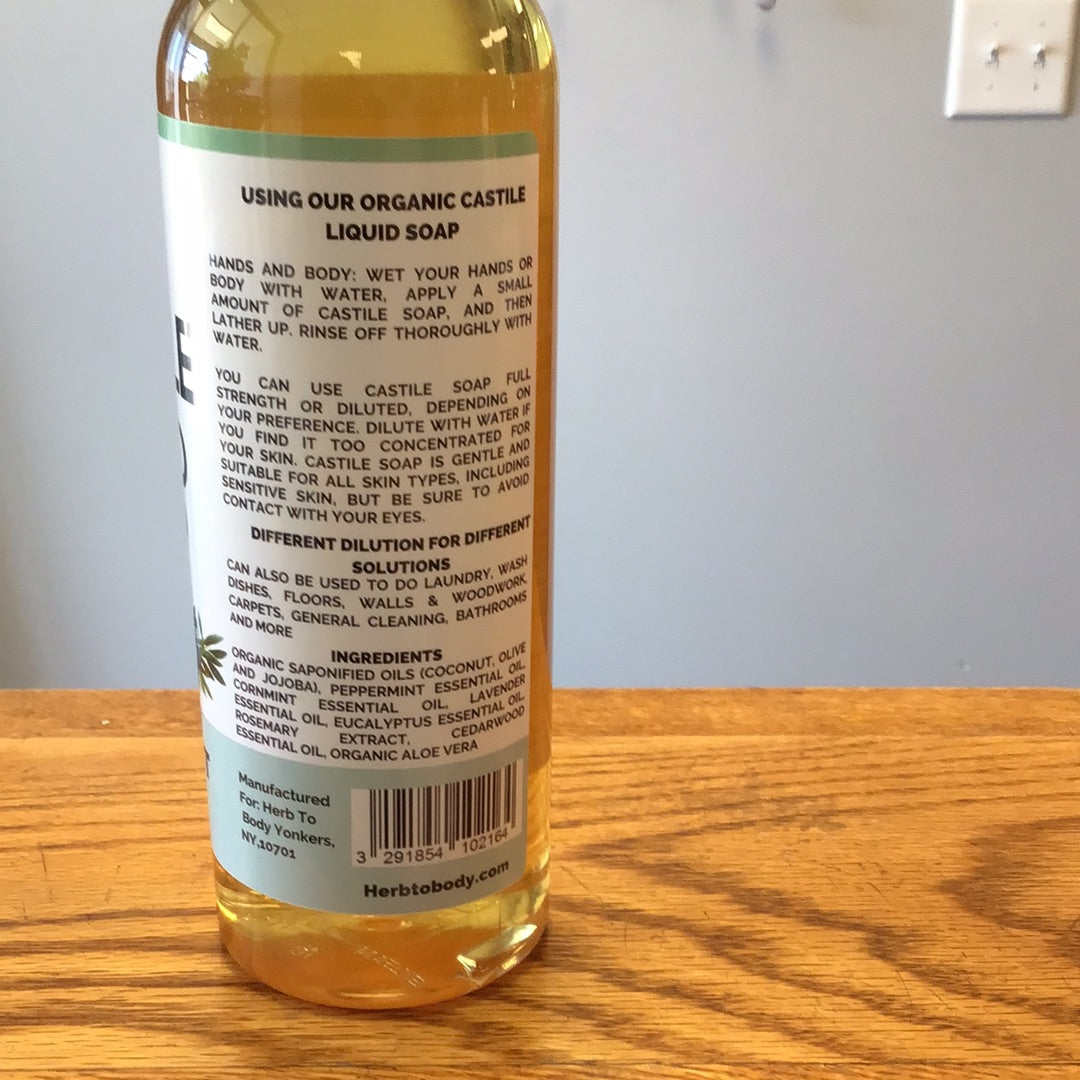 USING OUR ORGANIC CASTILE
LIQUID SOAP
HANDS AND BODY: WET YOUR HANDS OR
BODY WITH WATER, APPLY A SMALL
AMOUNT OF CASTILE SOAP, AND THEN
LATHER UP. RINSE OFF THOROUGHLY WITH
WATER.
YOU CAN USE CASTILE SOAP FULL
STRENGTH OR DILUTED, DEPENDING ON
YOUR PREFERENCE. DILUTE WITH WATER IF
YOU FIND IT TOO CONCENTRATED FOR
YOUR SKIN. CASTILE SOAP IS GENTLE AND
SUITABLE FOR ALL SKIN TYPES, INCLUDING
SENSITIVE SKIN, BUT BE SURE TO AVOID
CONTACT WITH YOUR EYES.
DIFFERENT DILUTION FOR DIFFERENT
SOLUTIONS
CAN ALSO BE USED TO DO LAUNDRY, WASH
DISHES, FLOORS, WALLS & WOODWORK,
CARPETS, GENERAL CLEANING, BATHROOMS
AND MORE
INGREDIENTS
ORGANIC SAPONIFIED OILS (COCONUT, OLIVE
AND JOJOBA), PEPPERMINT ESSENTIAL OIL,
CORNMINT ESSENTIAL OIL, LAVENDER
ESSENTIAL OIL, EUCALYPTUS ESSENTIAL OIL,
ROSEMARY EXTRACT, CEDARWOOD
ESSENTIAL OIL, ORGANIC ALOE VERA
Manufactured
For: Herb To
Body Yonkers,
NY,10701
3 291854 102164
Herbtobody.com